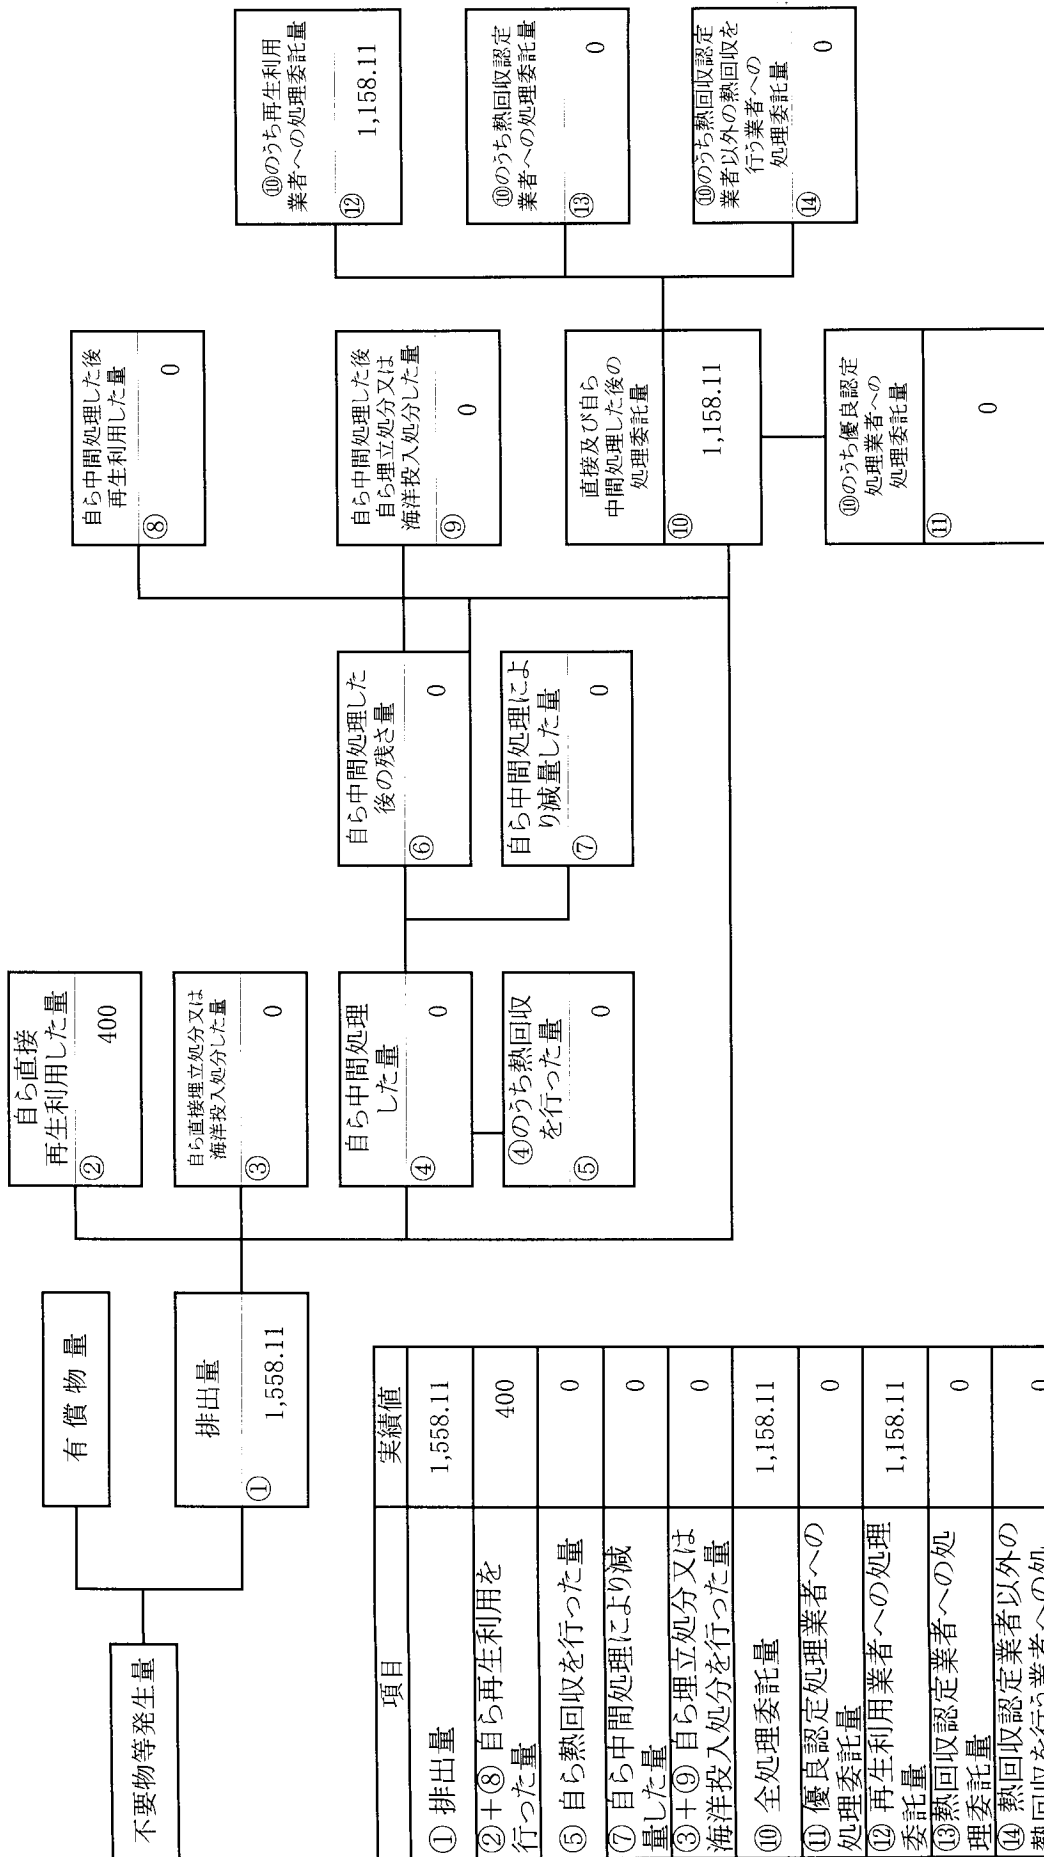 不要物等発生量
有償物量
排出量
①
1,558.11
自ら直接
再生利用した量
②
400
自ら直接埋立処分又は
海洋投入処分した量
③
0
自ら中間処理
した量
④
0
④のうち熱回収
を行った量
⑤
0
自ら中間処理した
後の残さ量
⑥
0
自ら中間処理によ
り減量した量
⑦
0
自ら中間処理した後
再生利用した量
⑧
0
自ら中間処理した後
自ら埋立処分又は
海洋投入処分した量
⑨
0
直接及び自ら
中間処理した後の
処理委託量
⑩
1,158.11
⑩のうち優良認定
処理業者への
処理委託量
⑪
0
⑩のうち再生利用
業者への処理委託量
⑫
1,158.11
⑩のうち熱回収認定
業者への処理委託量
⑬
0
⑩のうち熱回収認定
業者以外の熱回収を
行う業者への
処理委託量
⑭
0
項目 実績値
① 排出量 1,558.11
②+⑧ 自ら再生利用を
行った量 400
⑤ 自ら熱回収を行った量 0
⑦ 自ら中間処理により減
量した量 0
③+⑨ 自ら埋立処分又は
海洋投入処分を行った量 0
⑩ 全処理委託量 1,158.11
⑪ 優良認定処理業者への
処理委託量 0
⑫ 再生利用業者への処理
委託量 1,158.11
⑬熱回収認定業者への処
理委託量 0
⑭ 熱回収認定業者以外の
熱回収を行う業者への処 0